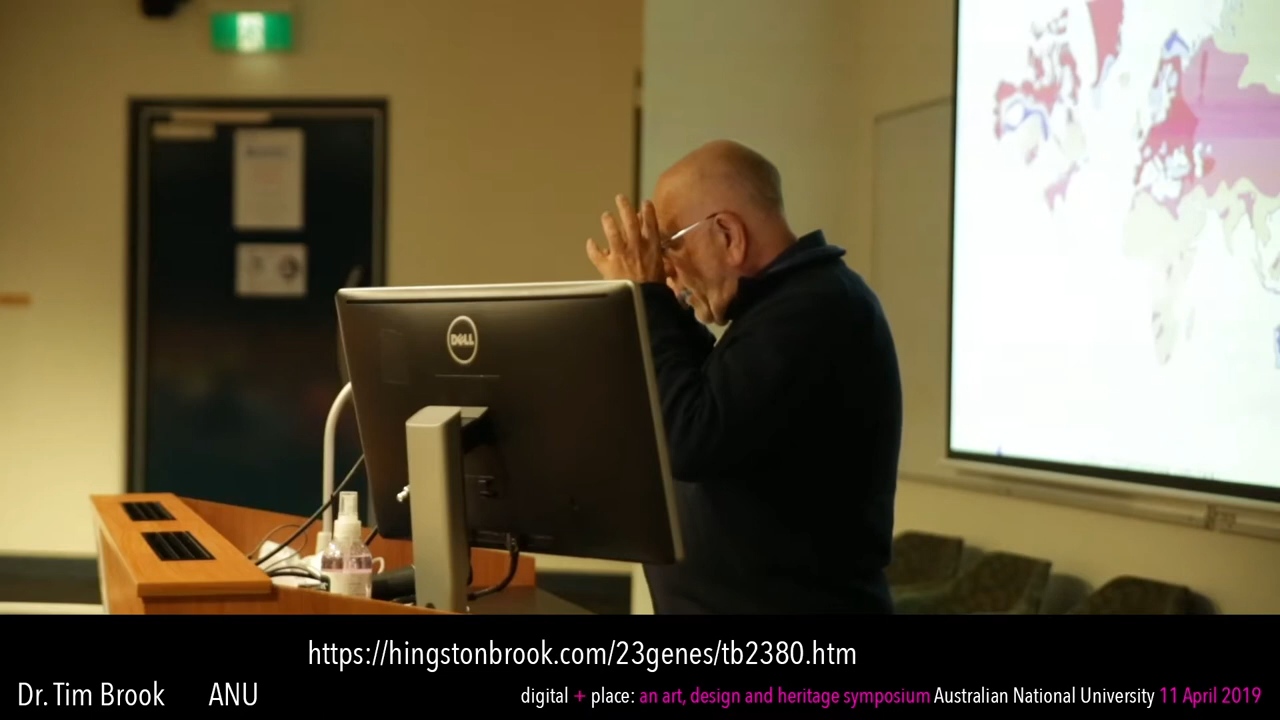 DELL
https://hingstonbrook.com/23genes/tb2380.htm
Dr. Tim Brook ANU
digital + place: an art, design and heritage symposium Australian National University 11 April 2019